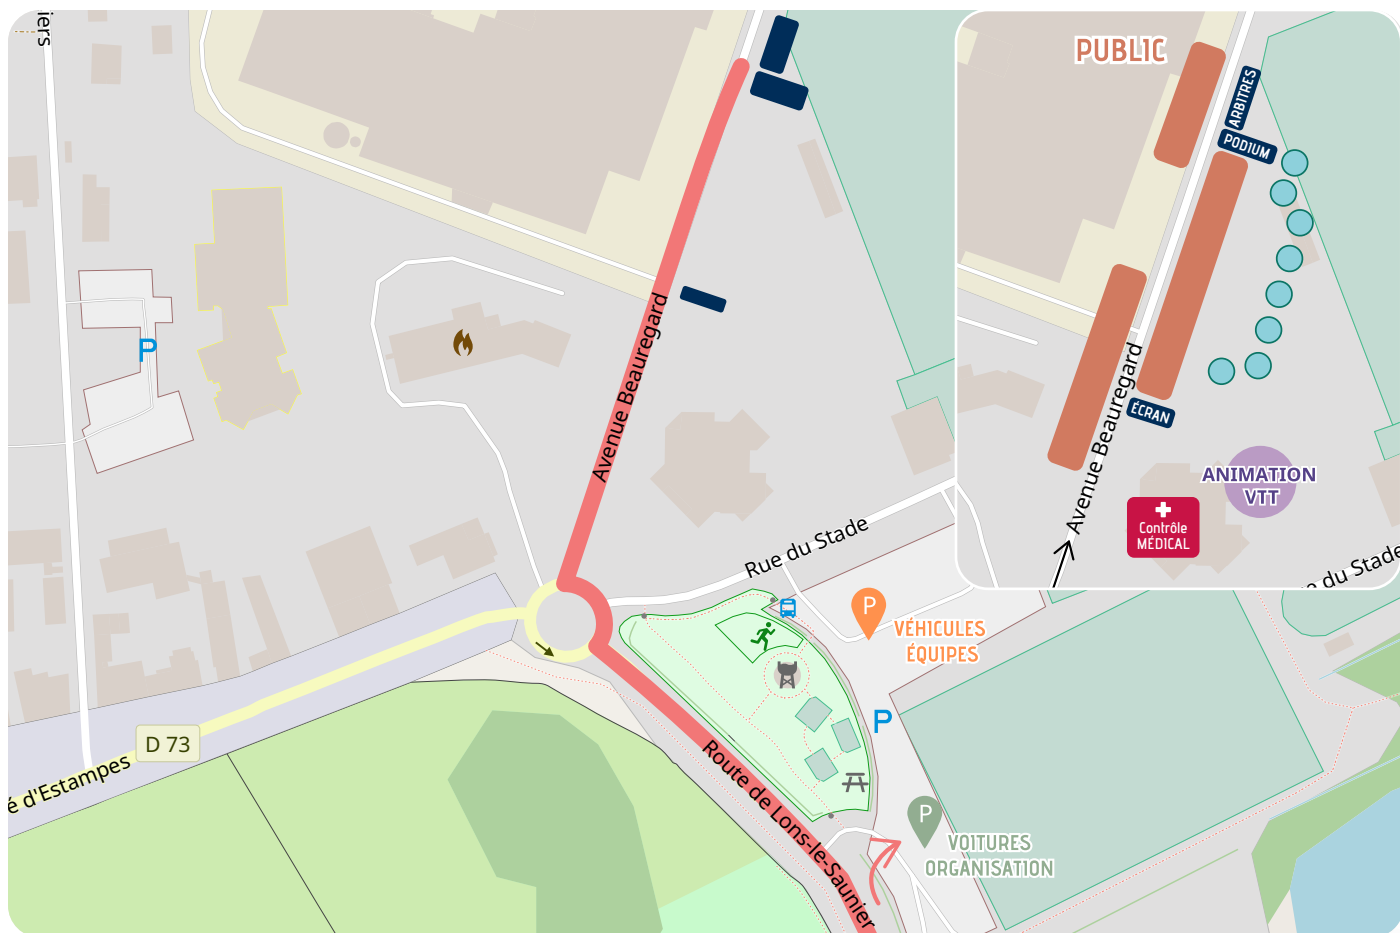 iers
P
D 73
é d'Estampes
Avenue Beauregard
Rue du Stade
P
VÉHICULES
ÉQUIPES
P
Route de Lons-le-Saunier
P
VOITURES
ORGANISATION
PUBLIC
ARBITRES
PODIUM
ÉCRAN
Avenue Beauregard
ANIMATION
VTT
Contrôle
MÉDICAL
e du Stade